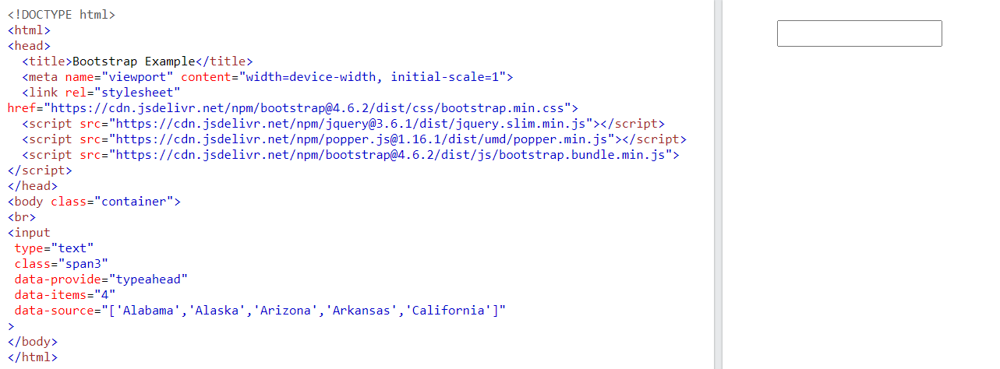 <!DOCTYPE html>
<html>
<head>
  <title>Bootstrap Example</title>
  <meta name="viewport" content="width=device-width, initial-scale=1">
  <link rel="stylesheet"
href="https://cdn.jsdelivr.net/npm/bootstrap@4.6.2/dist/css/bootstrap.min.css">
  <script src="https://cdn.jsdelivr.net/npm/jquery@3.6.1/dist/jquery.slim.min.js"></script>
  <script src="https://cdn.jsdelivr.net/npm/popper.js@1.16.1/dist/umd/popper.min.js"></script>
  <script src="https://cdn.jsdelivr.net/npm/bootstrap@4.6.2/dist/js/bootstrap.bundle.min.js">
</script>
</head>
<body class="container">
<br>
<input
 type="text"
 class="span3"
 data-provide="typeahead"
 data-items="4"
 data-source="['Alabama','Alaska','Arizona','Arkansas','California']"
>
</body>
</html>